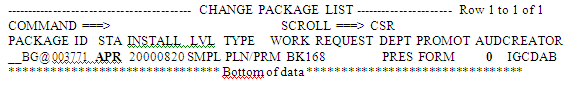 ------------------------------------ CHANGE PACKAGE LIST ------------------ Row 1 to 1 of 1
COMMAND ===> SCROLL ===> CSR
PACKAGE ID STA INSTALL LVL TYPE WORK REQUEST DEPT PROMOT AUDCREATOR
__BG@003771 APR 20000820 SMPL PLN/PRM BK168 PRES FORM 0 IGCDAB
****************************** Bottom of data **********************************